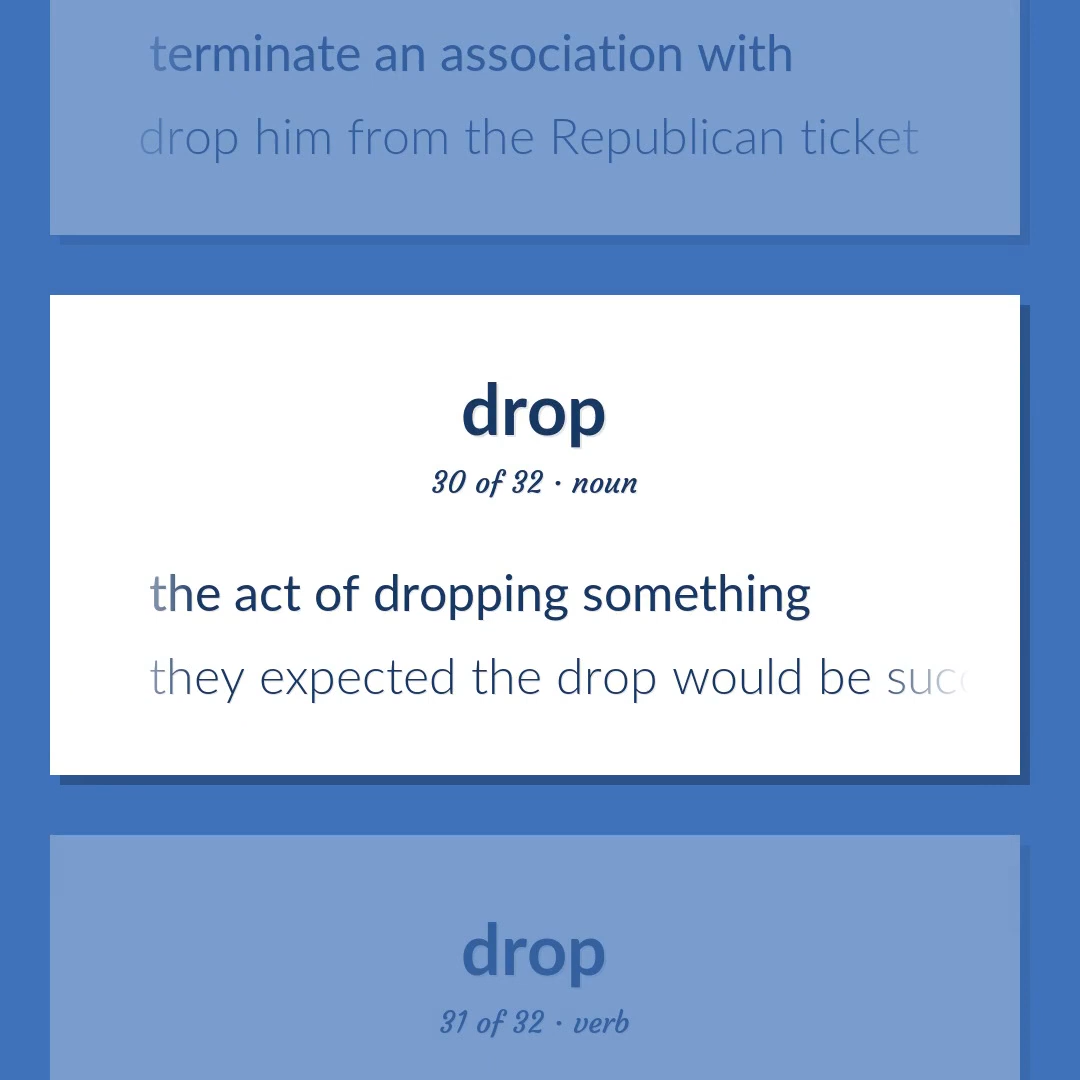 terminate an association with
drop him from the Republican ticket
drop
30 of 32 · noun
the act of dropping something
they expected the drop would be
drop
31 of 32 · verb